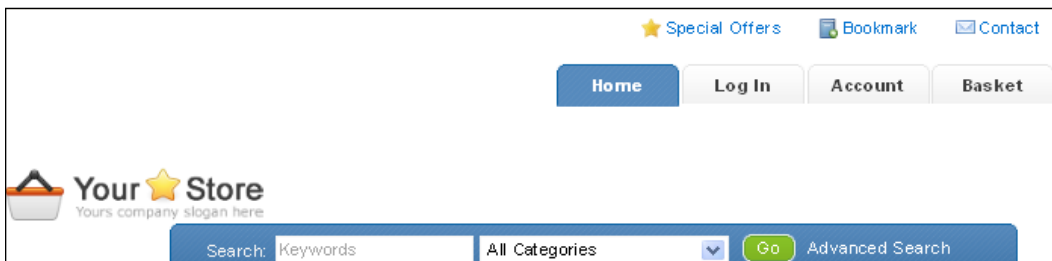 Special Offers Bookmark Contact
Home Log In Account Basket
Your Store
Yours company slogan here
Search: Keywords All Categories Go Advanced Search